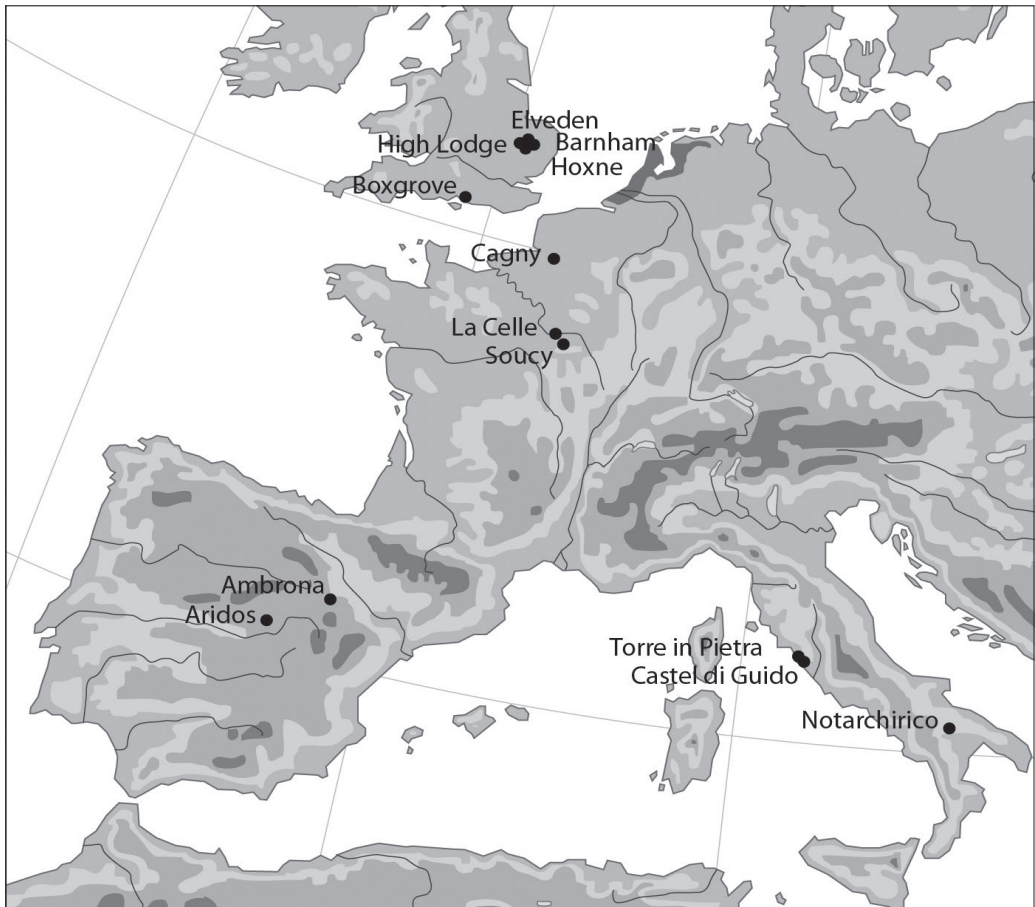 Elveden
High Lodge
Barnham
Hoxne
Boxgrove
Cagny
La Celle
Soucy
Ambrona
Aridos
Torre in Pietra
Castel di Guido
Notarchirico